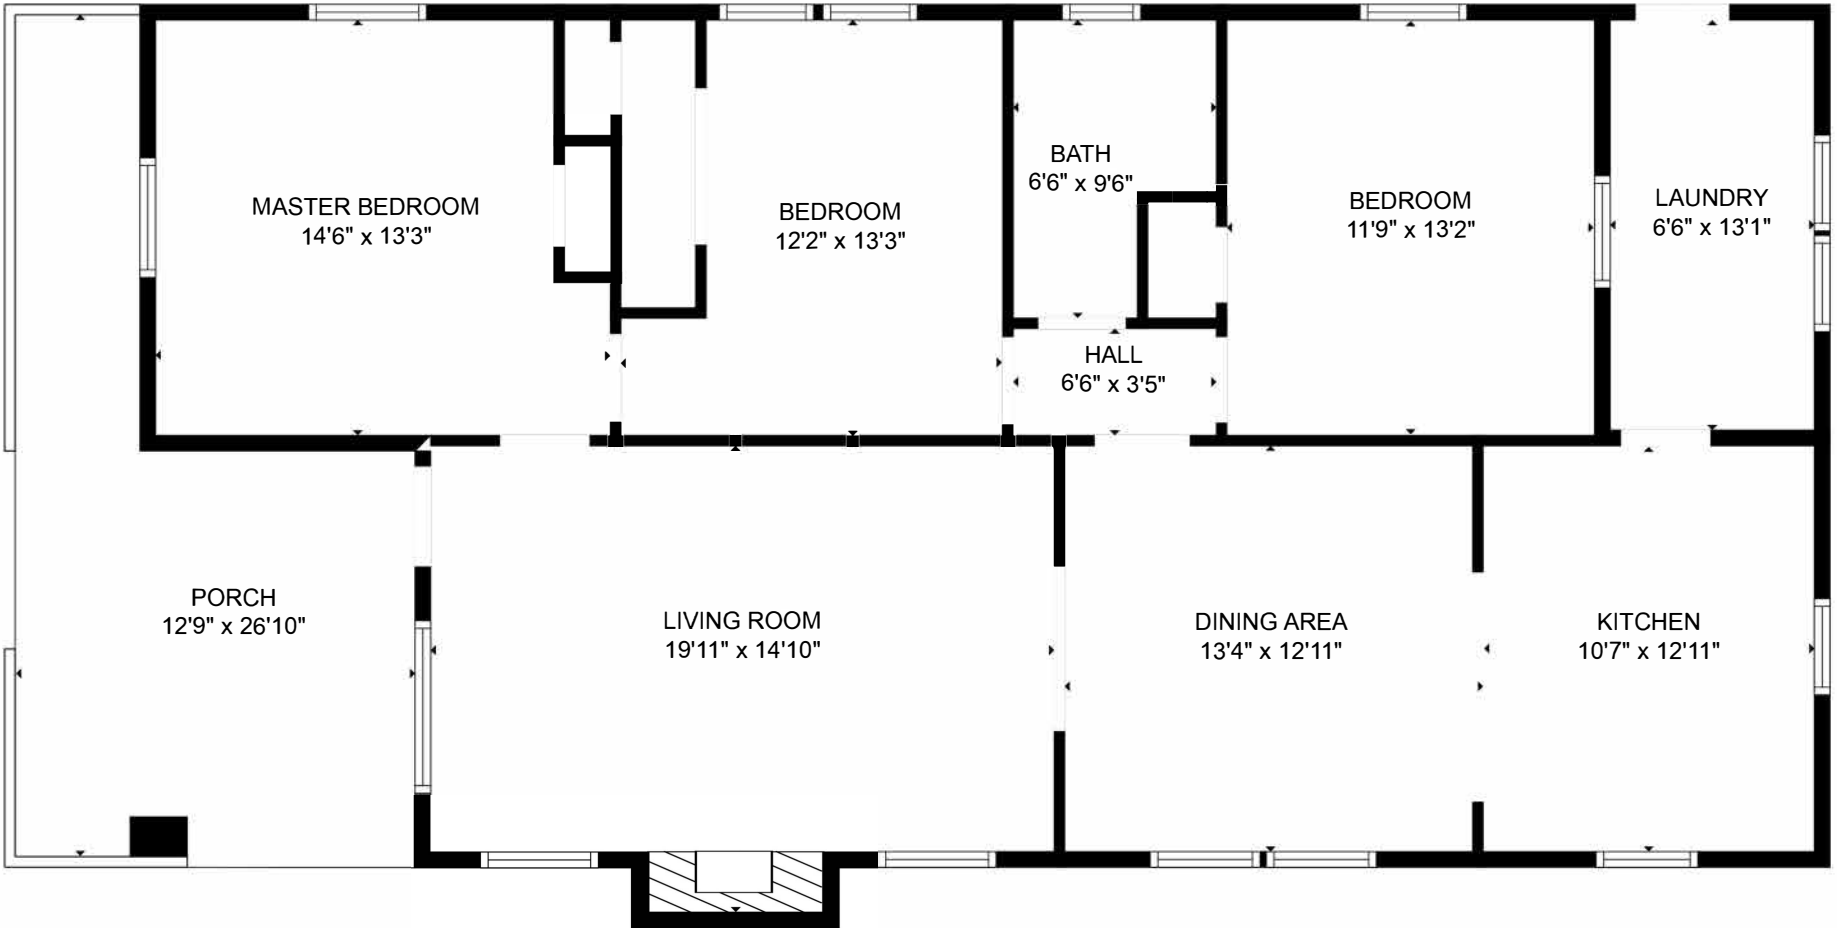 MASTER BEDROOM
14'6" x 13'3"
BEDROOM
12'2" x 13'3"
BATH
6'6" x 9'6"
BEDROOM
11'9" x 13'2"
LAUNDRY
6'6" x 13'1"
HALL
6'6" x 3'5"
PORCH
12'9" x 26'10"
LIVING ROOM
19'11" x 14'10"
DINING AREA
13'4" x 12'11"
KITCHEN
10'7" x 12'11"